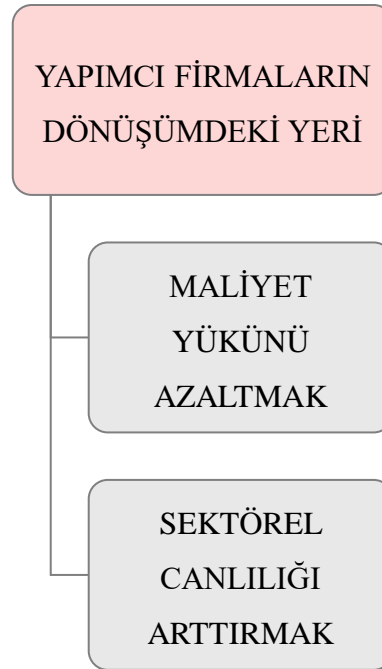 YAPIMCI FİRMALARIN
DÖNÜŞÜMDEKİ YERİ
MALİYET
YÜKÜNÜ
AZALTMAK
SEKTÖREL
CANLILIĞI
ARTTIRMAK